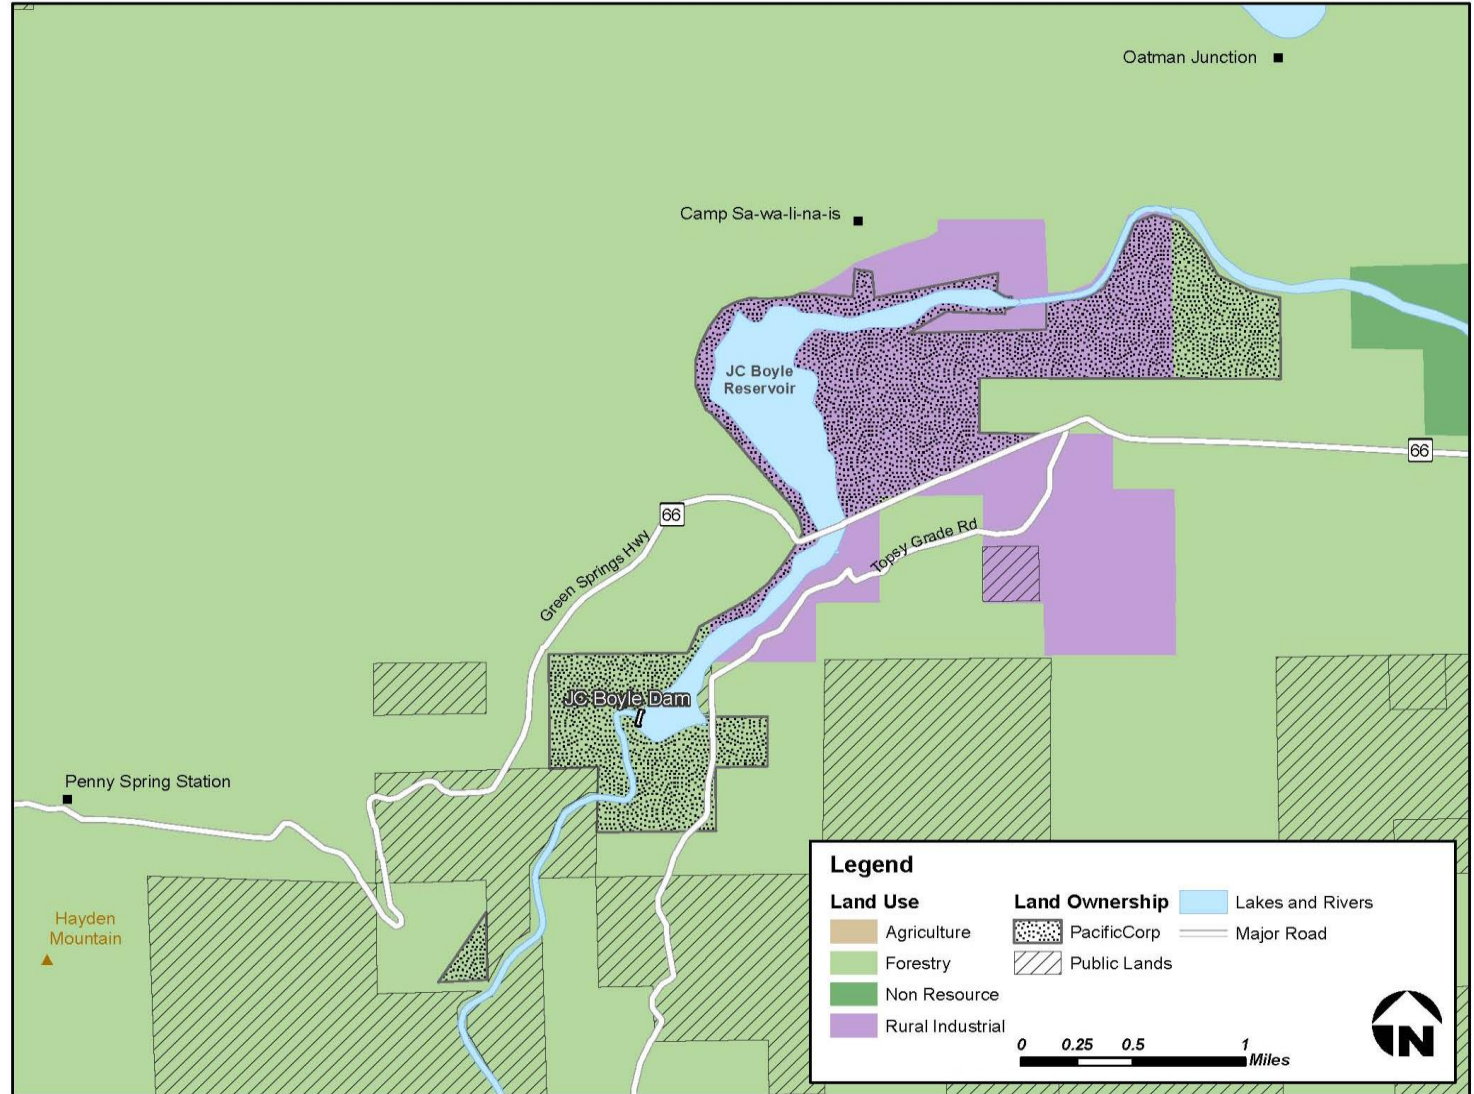 Oatman Junction
Camp Sa-wa-li-na-is
JC Boyle
Reservoir
66
66
Green Springs Hwy
Topsy Grade Rd
JC Boyle Dam
Penny Spring Station
Hayden
Mountain
Legend
Land Use
Agriculture
Forestry
Non Resource
Rural Industrial
Land Ownership
PacificCorp
Public Lands
Lakes and Rivers
Major Road
0 0.25 0.5 1
Miles
N